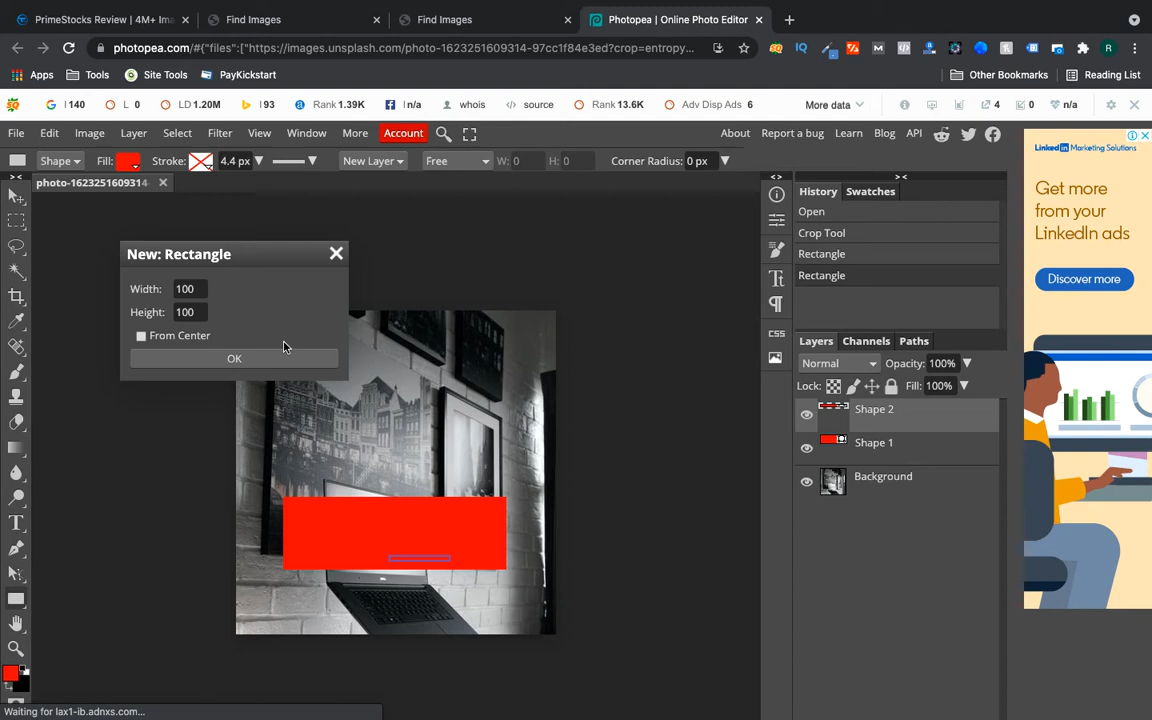 PrimeStocks Review | 4M+ Ima
Find Images
Find Images
Photopea | Online Photo Editor
photopea.com/#{"files":["https://images.unsplash.com/photo-1623251609314-97cc1f84e3ed?crop=entropy...
Apps Tools Site Tools PayKickstart Other Bookmarks Reading List
I 140 L 0 LD 1.20M I 93 Rank 1.39K I n/a whois source Rank 13.6K Adv Disp Ads 6 More data 4 0 n/a
File Edit Image Layer Select Filter View Window More Account About Report a bug Learn Blog API
Shape Fill: Stroke: 4.4 px New Layer Free W: 0 H: 0 Corner Radius: 0 px
photo-1623251609314-
New: Rectangle
Width: 100
Height: 100
From Center
OK
History Swatches
Open
Crop Tool
Rectangle
Rectangle
CSS
Layers Channels Paths
Normal Opacity: 100%
Lock: Fill: 100%
Shape 2
Shape 1
Background
LinkedIn Marketing Solutions
Get more
from your
LinkedIn ads
Discover more
Waiting for lax1-ib.adnxs.com...